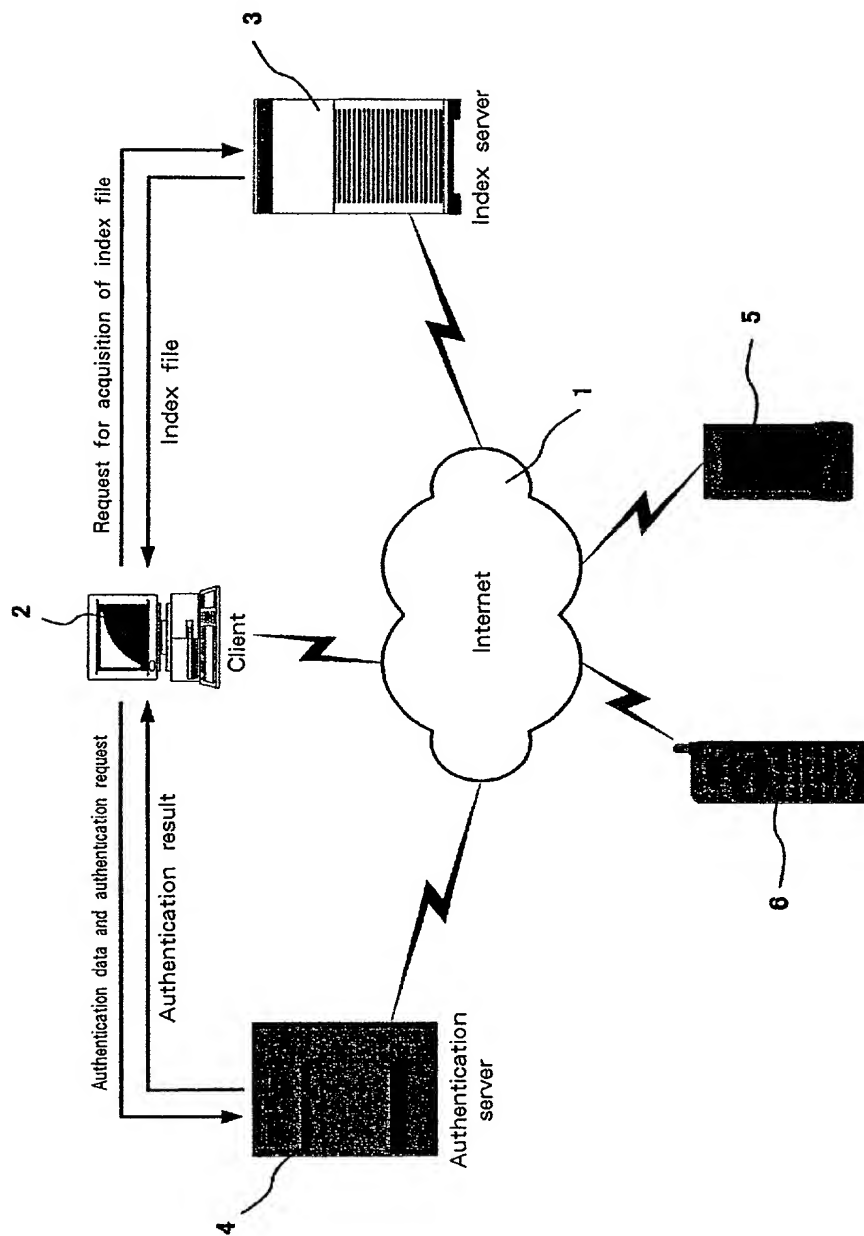 2
Client
Authentication data and authentication request
Authentication result
Request for acquisition of index file
Index file
4
Authentication
server
3
Index server
Internet
1
6
5